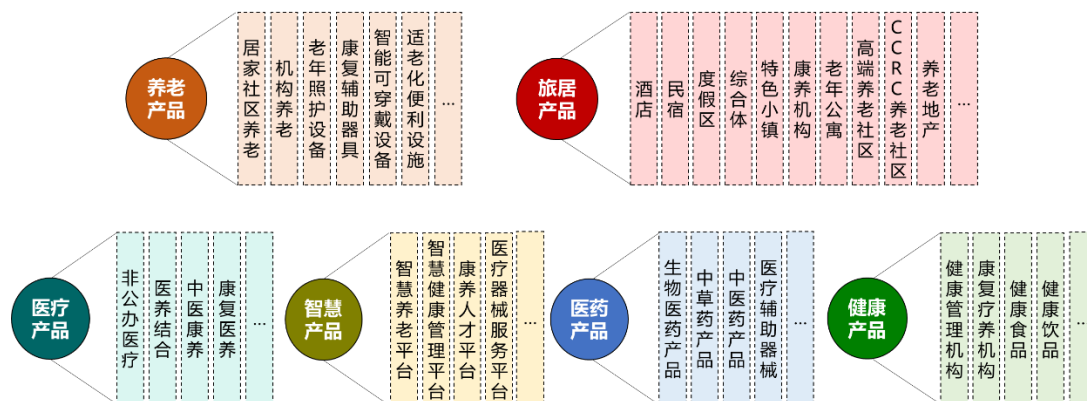 养老
产品
居家社区养老
机构养老
老年照护设备
康复辅助器具
智能可穿戴设备
适老化便利设施
...
旅居
产品
酒店
民宿
度假区
综合体
特色小镇
康养机构
老年公寓
高端养老社区
CCRC养老社区
养老地产
...
医疗
产品
非公办医疗
医养结合
中医康养
康复医养
...
智慧
产品
智慧养老平台
智慧健康管理平台
康养人才平台
医疗器械服务平台
...
医药
产品
生物医药产品
中草药产品
中医药产品
医疗辅助器械
...
健康
产品
健康管理机构
康复疗养机构
健康食品
健康饮品
...